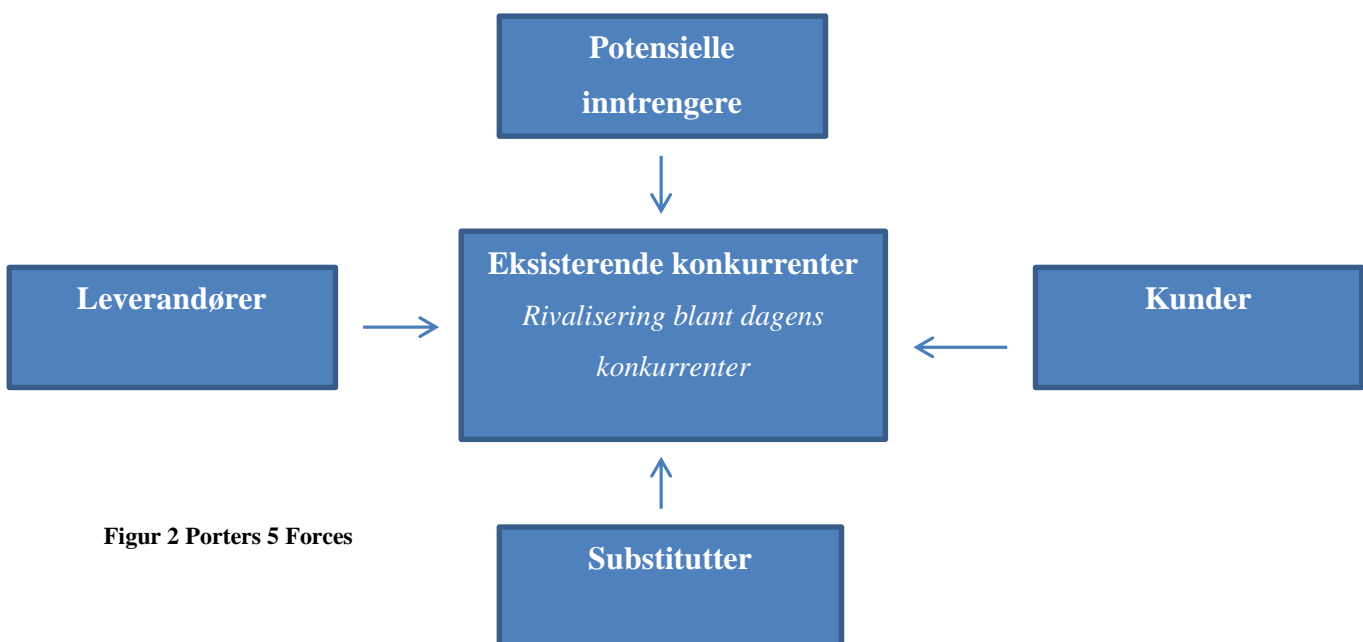 Potensielle
inntrengere
Eksisterende konkurrenter
Rivalisering blant dagens
konkurrenter
Leverandører
Kunder
Figur 2 Porters 5 Forces
Substitutter